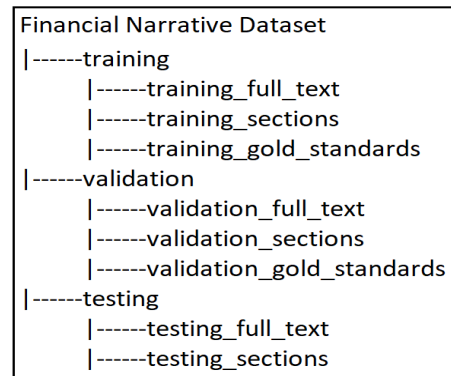 Financial Narrative Dataset
|------training
|------training_full_text
|------training_sections
|------training_gold_standards
|------validation
|------validation_full_text
|------validation_sections
|------validation_gold_standards
|------testing
|------testing_full_text
|------testing_sections